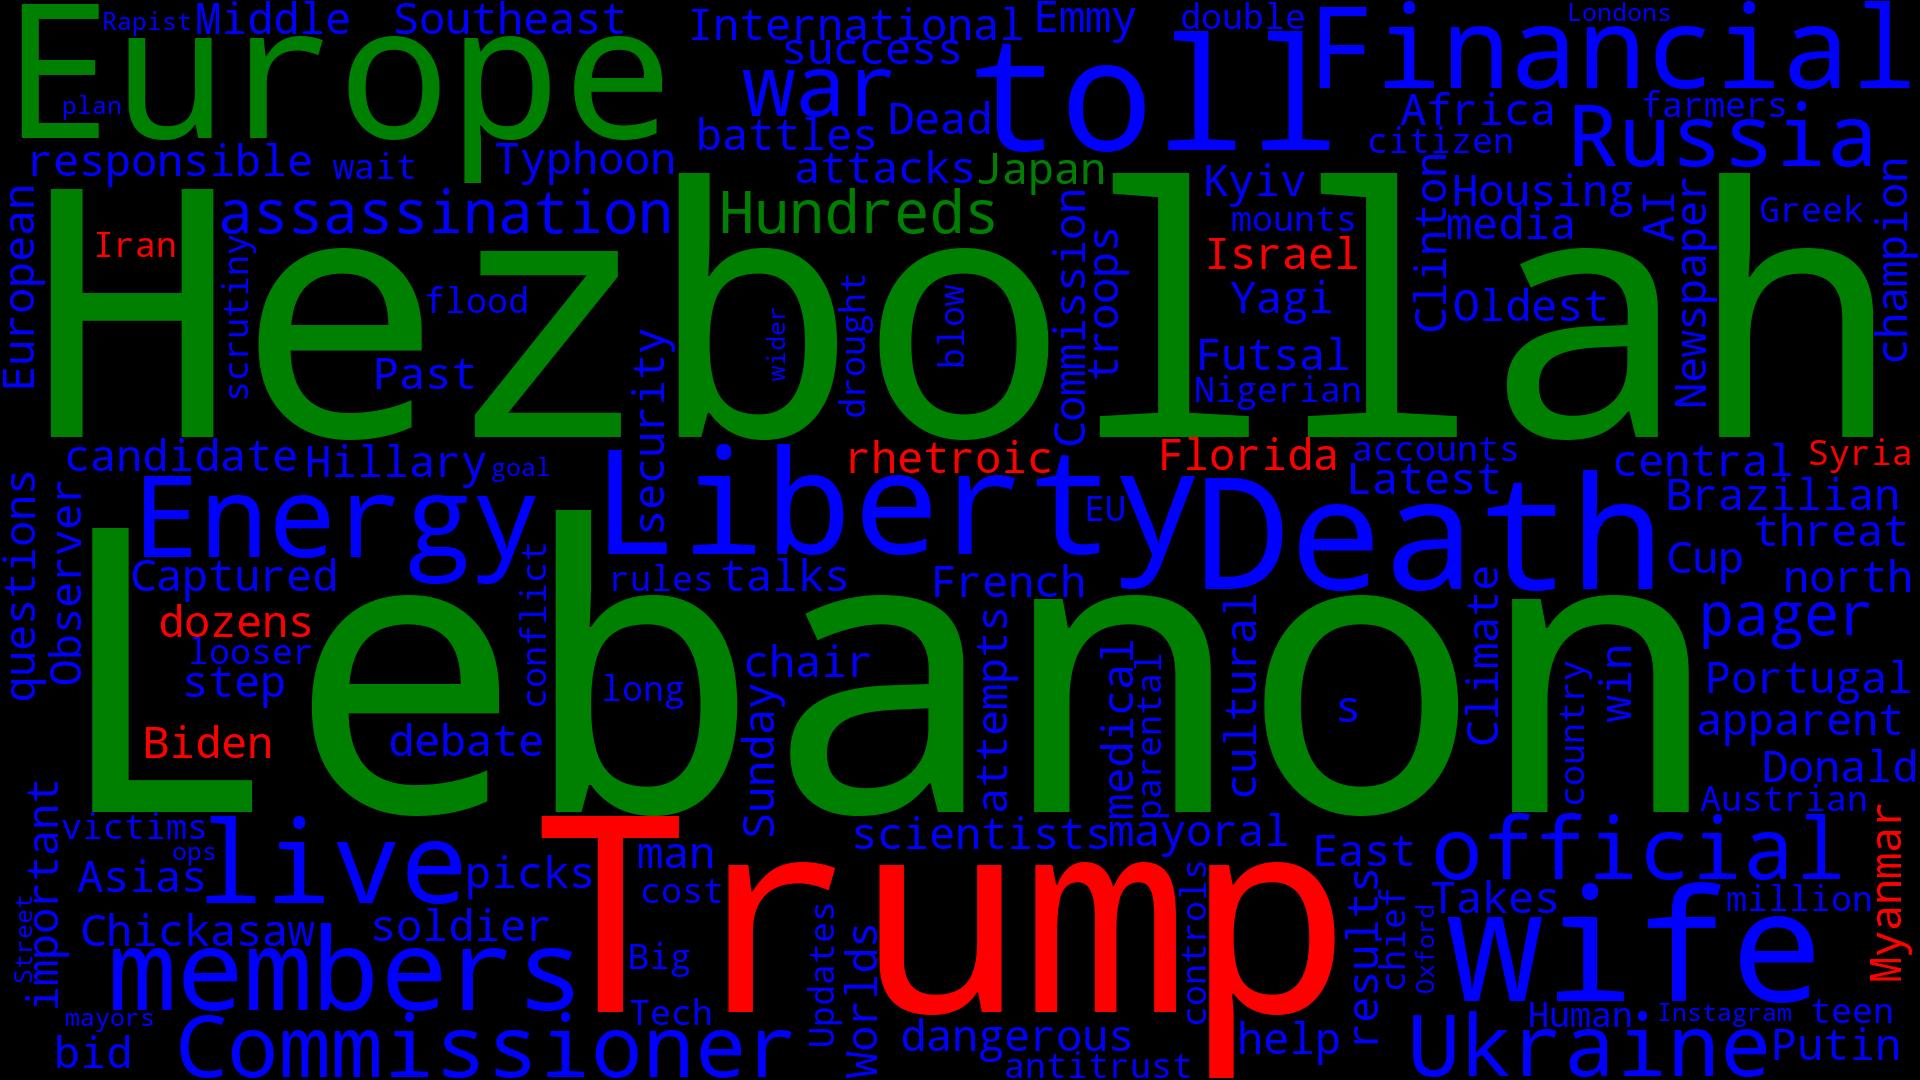 Europe
Rapist
Middle
Southeast
International
Emmy
double
Financial
Londons
success
toll
war
plan
Dead
Africa
farmers
battles
citizen
Russia
responsible
wait
Typhoon
attacks
Japan
Kyiv
Clinton
Housing
AI
Newspaper
Greek
champion
European
Hezbollah
assassination
Hundreds
Commission
mounts
media
Iran
scrutiny
troops
Israel
flood
wider
drought
blow
Yagi
Oldest
Past
security
Futsal
Nigerian
candidate
Hillary
goal
rhetroic
Florida
accounts
central
Syria
questions
Observer
Energy
Liberty
EU
Death
Latest
Brazilian
threat
Captured
conflict
rules
talks
French
Climate
Cup
north
Lebanon
dozens
pager
looser
step
chair
attempts
medical
parental
cultural
country
win
Portugal
long
s
apparent
Biden
debate
Sunday
Donald
Austrian
important
victims
ops
live
Trump
scientists
mayoral
East
official
Myanmar
Asias
picks
man
cost
controls
results
chief
Takes
million
Street
Chickasaw
soldier
Updates
Worlds
Oxford
wife
members
Big
mayors
Tech
Human
Instagram
teen
bid
Commissioner
dangerous
antitrust
help
Ukraine
Putin